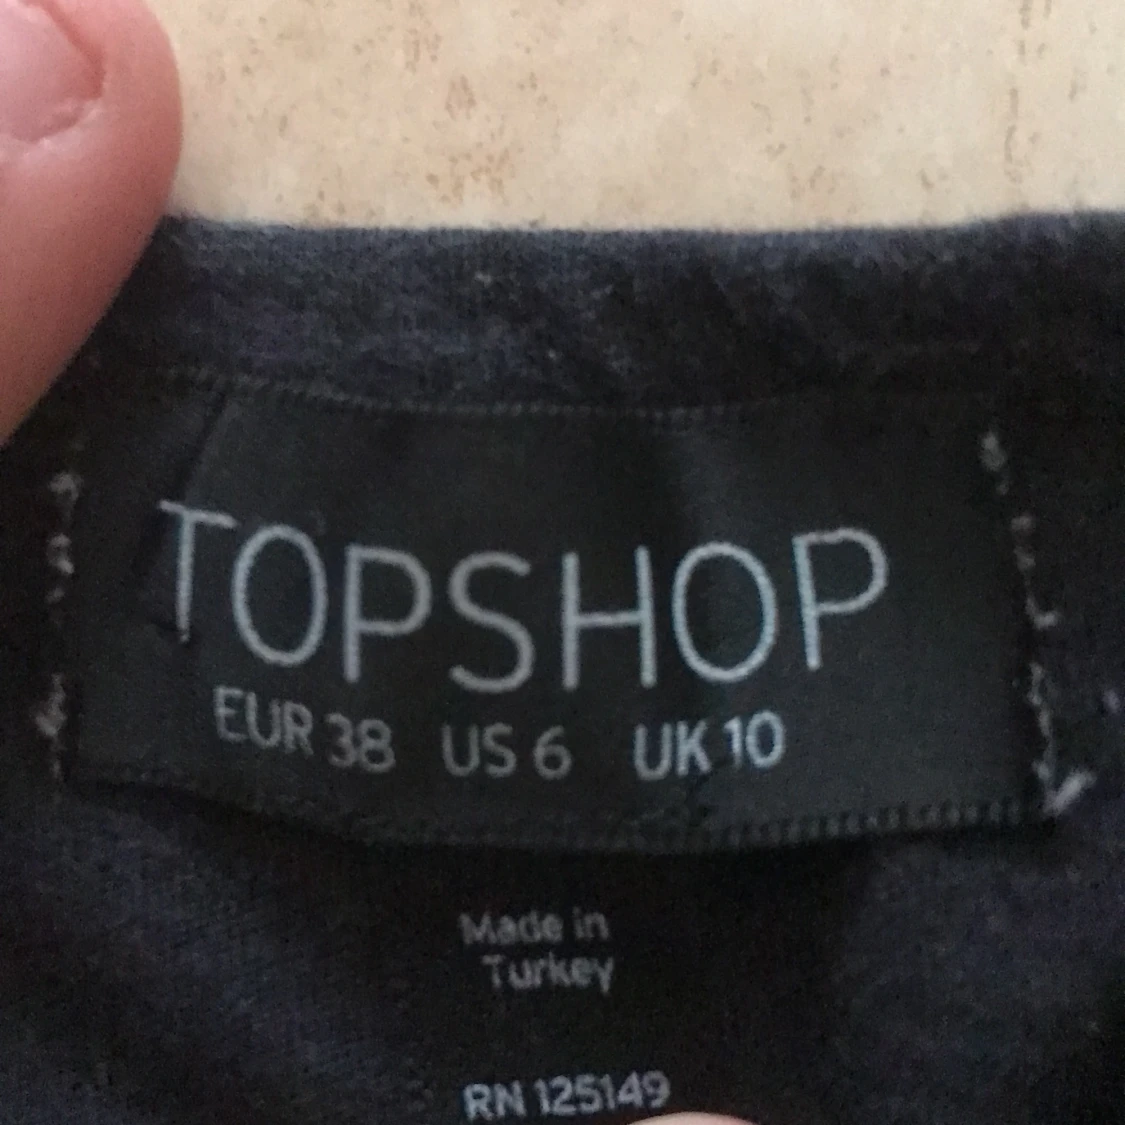 TOPSHOP
EUR 38 US 6 UK 10
Made in
Turkey
RN 125149